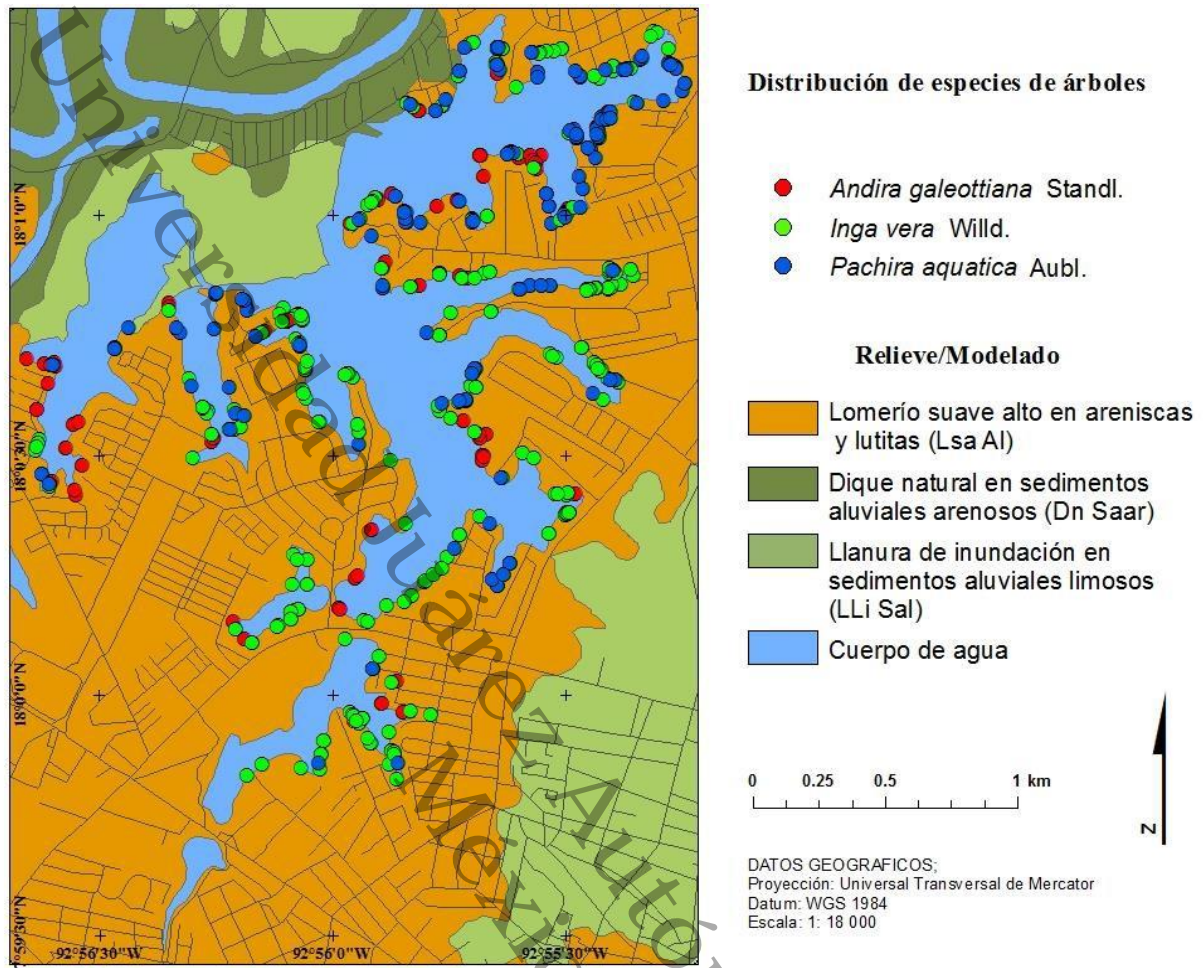 Distribución de especies de árboles
Andira galeottiana Standl.
Inga vera Willd.
Pachira aquatica Aubl.
Relieve/Modelado
Lomerío suave alto en areniscas
y lutitas (Lsa Al)
Dique natural en sedimentos
aluviales arenosos (Dn Saar)
Llanura de inundación en
sedimentos aluviales limosos
(LLi Sal)
Cuerpo de agua
0 0.25 0.5 1 km
N
DATOS GEOGRAFICOS;
Proyección: Universal Transversal de Mercator
Datum: WGS 1984
Escala: 1: 18 000
18°1'0"N
18°0'30"N
18°0'0"N
°59'30"N
92°56'30"W 92°56'0"W 92°55'30"W
Universidad Juárez Autó
Méxi